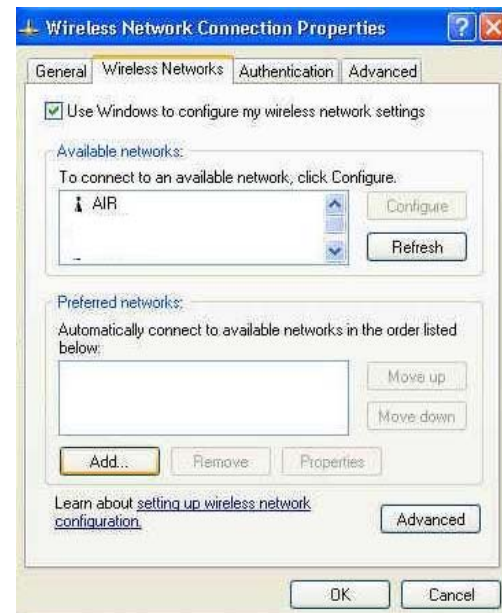 Wireless Network Connection Properties
General Wireless Networks Authentication Advanced
Use Windows to configure my wireless network settings
Available networks:
To connect to an available network, click Configure.
AIR
Configure
Refresh
Preferred networks:
Automatically connect to available networks in the order listed
below:
Move up
Move down
Add... Remove Properties
Learn about setting up wireless network
configuration.
Advanced
OK Cancel